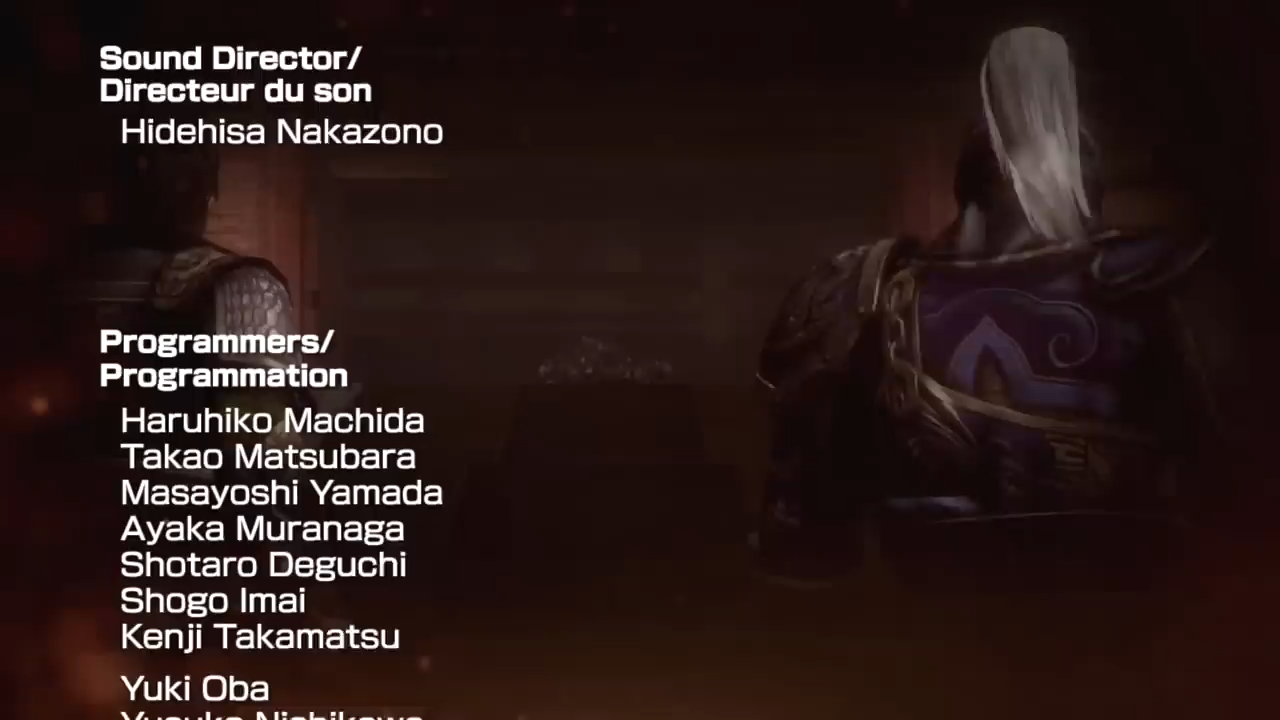 Sound Director/
Directeur du son
Hidehisa Nakazono
Programmers/
Programmation
Haruhiko Machida
Takao Matsubara
Masayoshi Yamada
Ayaka Muranaga
Shotaro Deguchi
Shogo Imai
Kenji Takamatsu
Yuki Oba